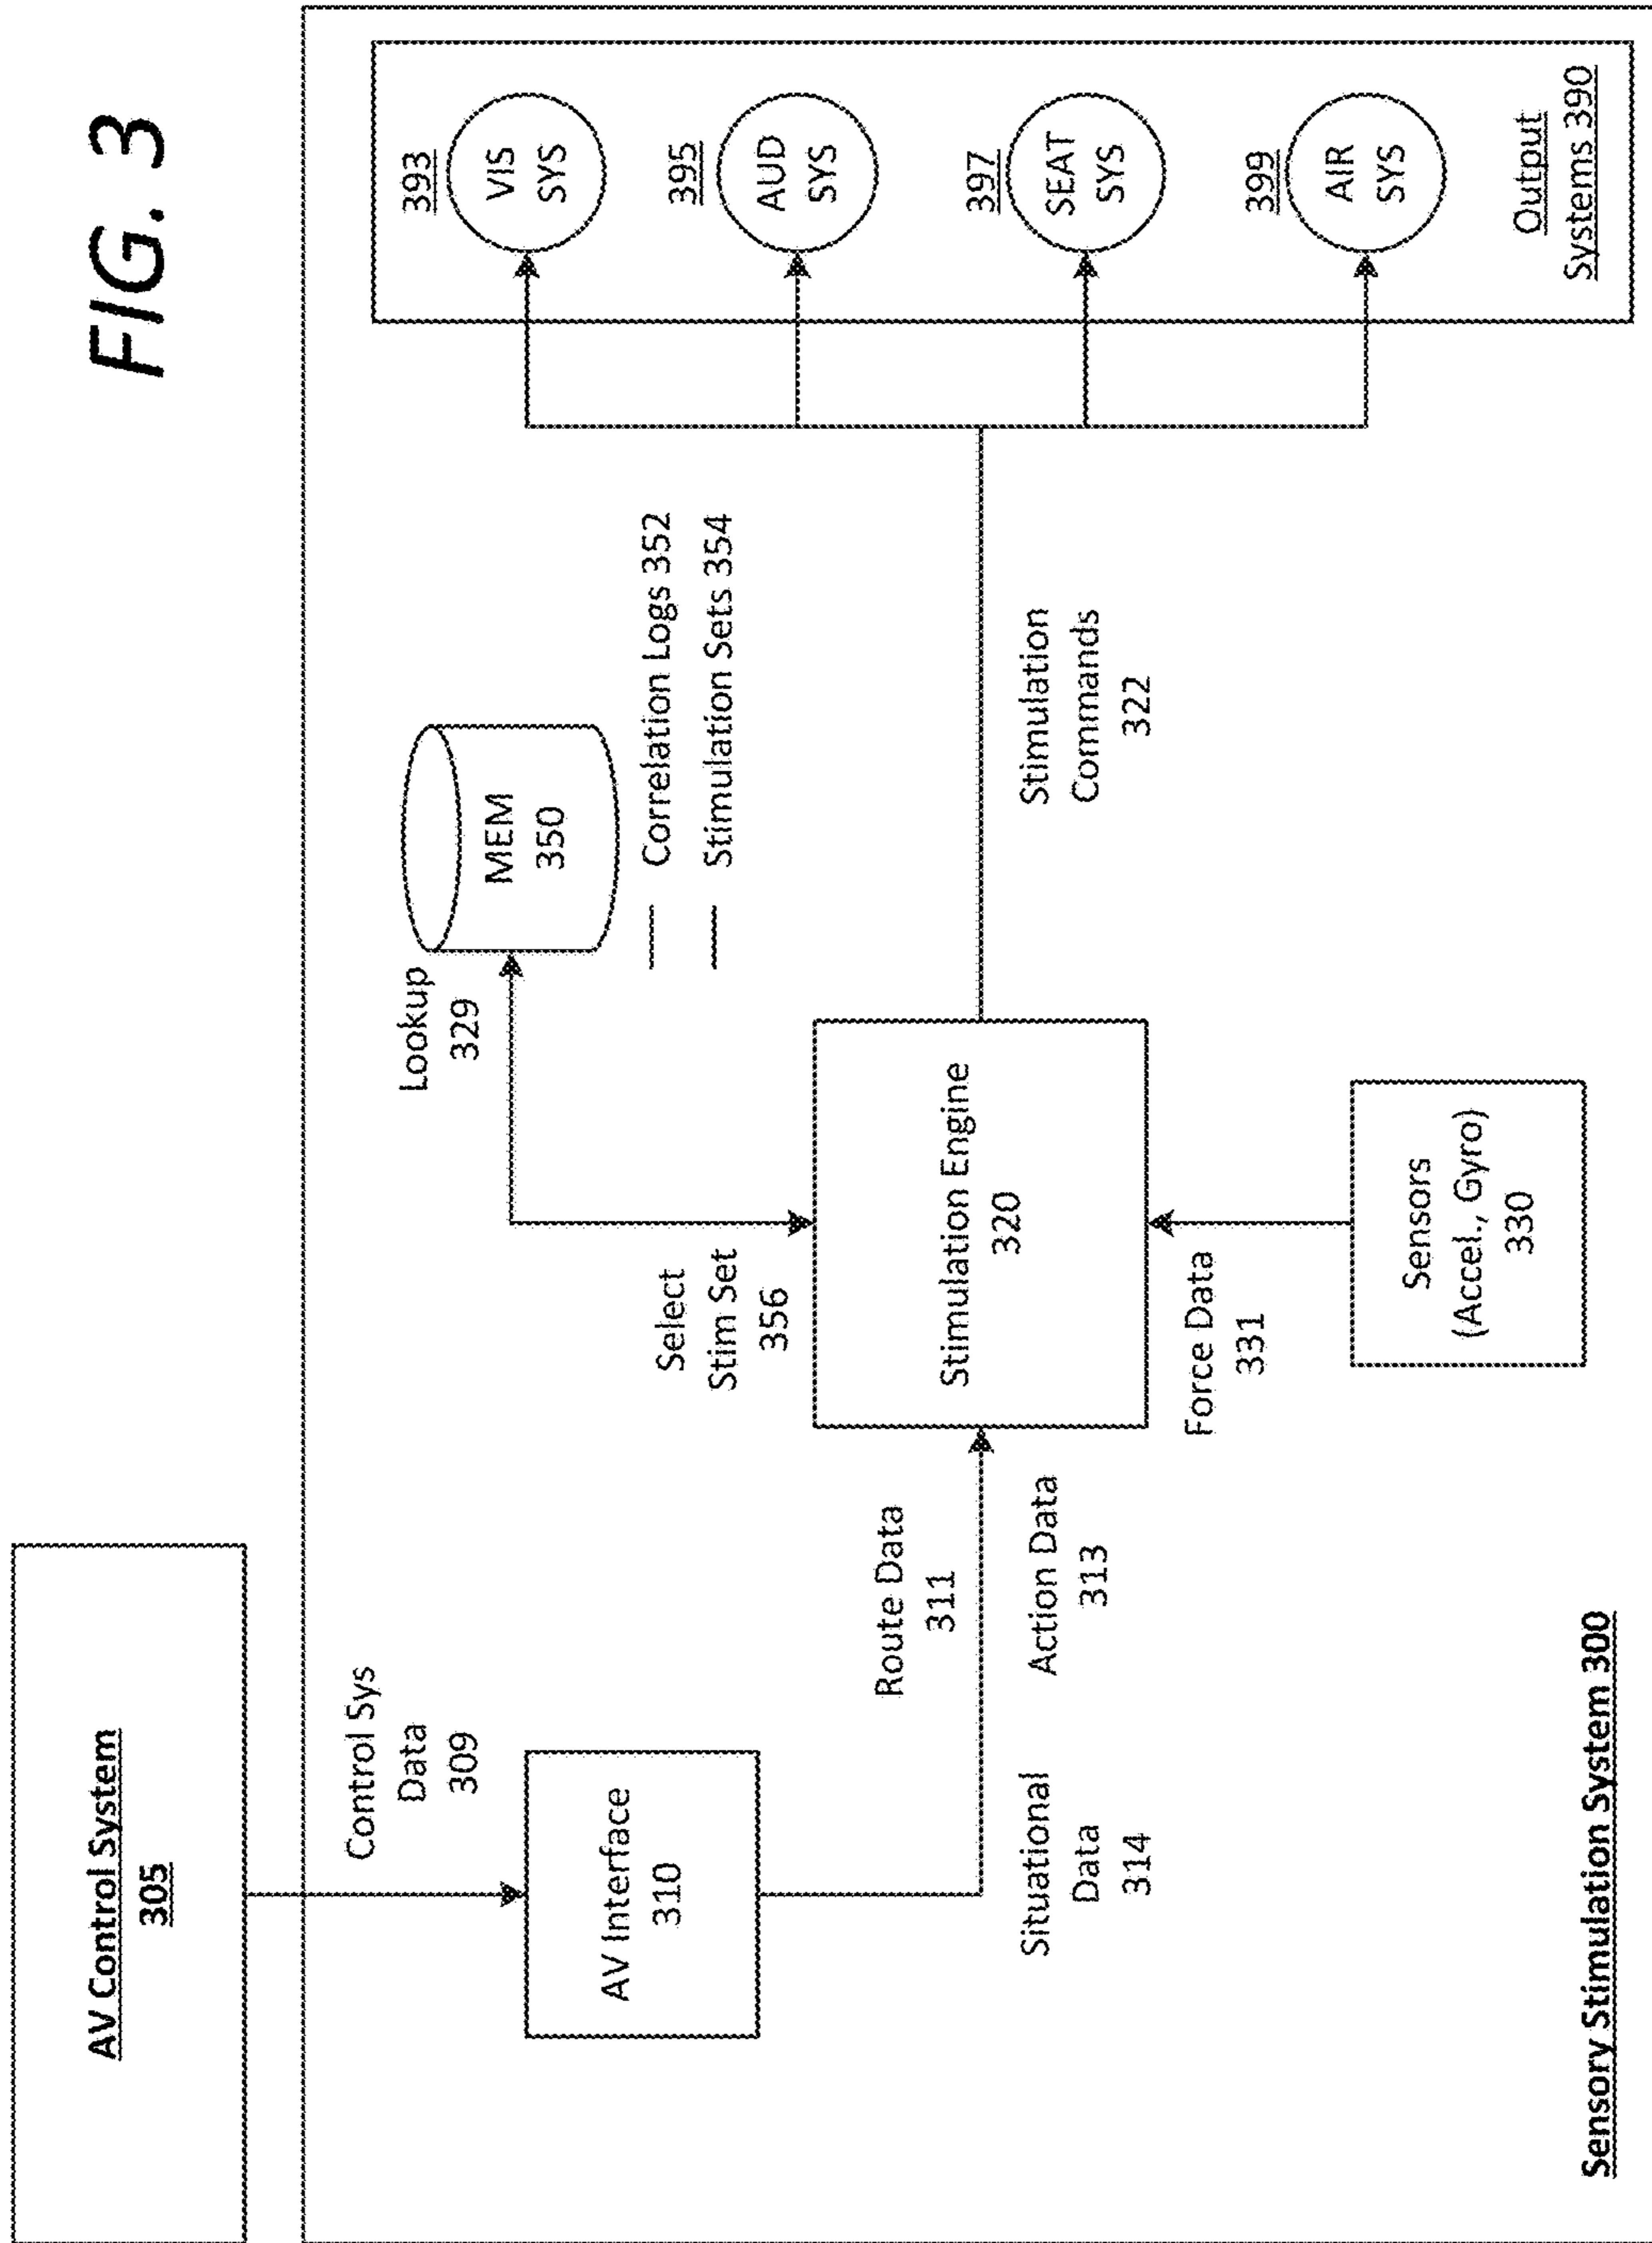 FIG. 3
AV Control System
305
Control Sys
Data
309
AV Interface
310
Situational
Data
314
Route Data
311
Action Data
313
Select
Stim Set
356
Lookup
329
MEM
350
Correlation Logs 352
Stimulation Sets 354
Stimulation Engine
320
Force Data
331
Sensors
(Accel., Gyro)
330
Stimulation
Commands
322
393
VIS
SYS
395
AUD
SYS
397
SEAT
SYS
399
AIR
SYS
Output
Systems 390
Sensory Stimulation System 300